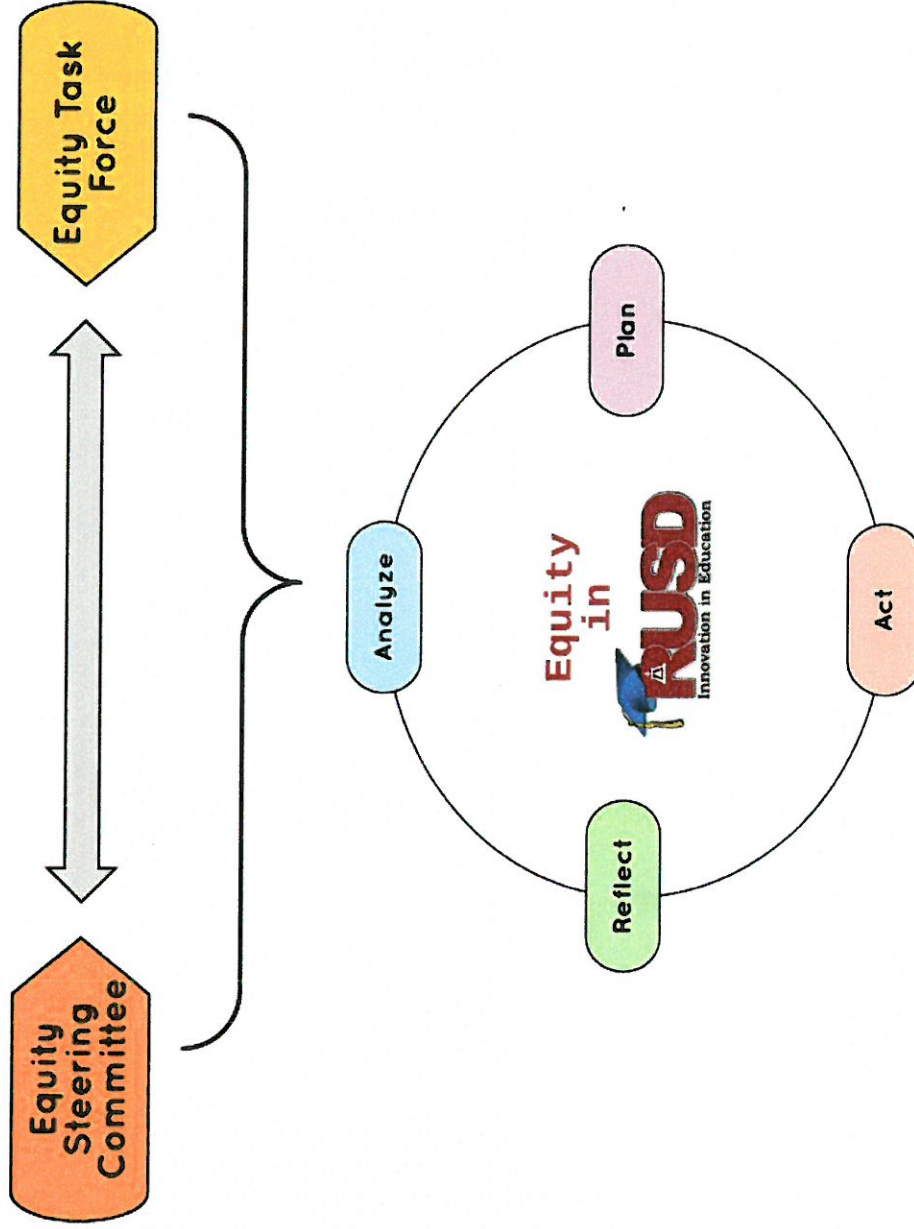 Equity
Steering
Committee
Equity Task
Force
Analyze
Plan
Act
Reflect
Equity
in
RUSD
Innovation in Education